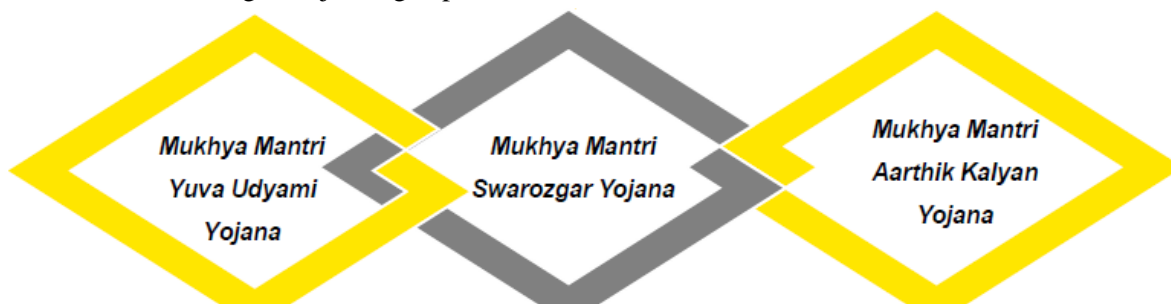 Mukhya Mantri
Yuva Udyami
Yojana
Mukhya Mantri
Swarozgar Yojana
Mukhya Mantri
Aarthik Kalyan
Yojana